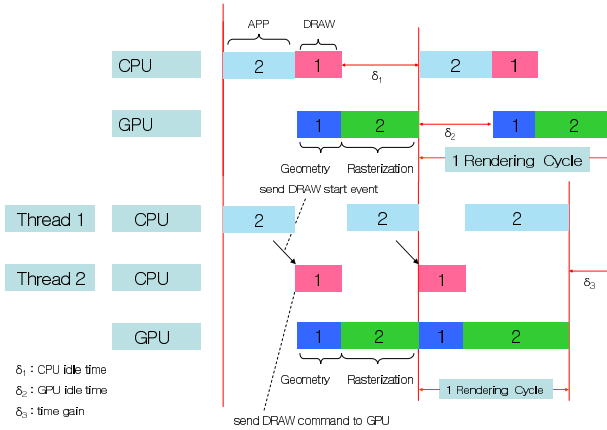 APP
DRAW
CPU
2
1
δ1
2
1
GPU
1
2
δ2
1
2
Geometry
Rasterization
1 Rendering Cycle
send DRAW start event
Thread 1
CPU
2
2
2
Thread 2
CPU
1
1
δ3
GPU
1
2
1
2
δ1 : CPU idle time
δ2 : GPU idle time
δ3 : time gain
Geometry
Rasterization
1 Rendering Cycle
send DRAW command to GPU